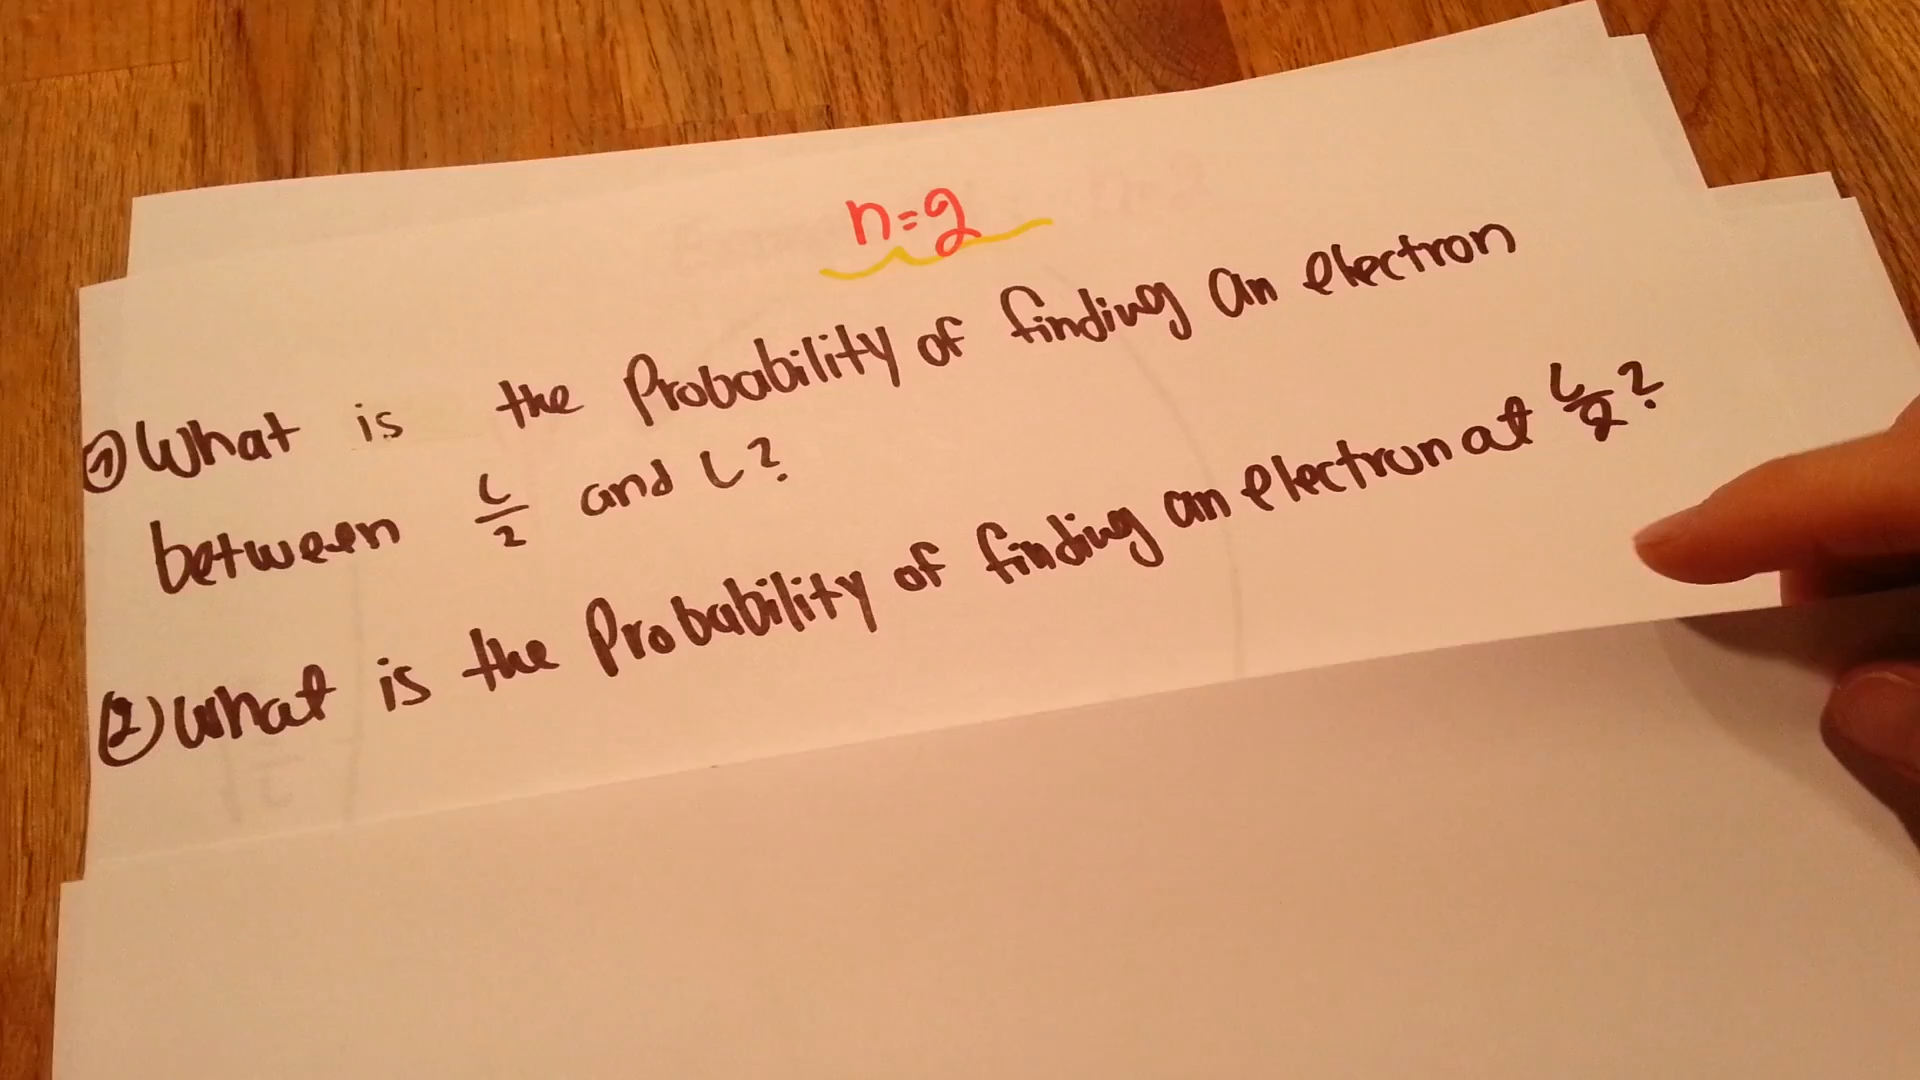 n=2
① What is the Probability of finding an electron
between L/2 and L?
② What is the Probability of finding an electron at L/2?